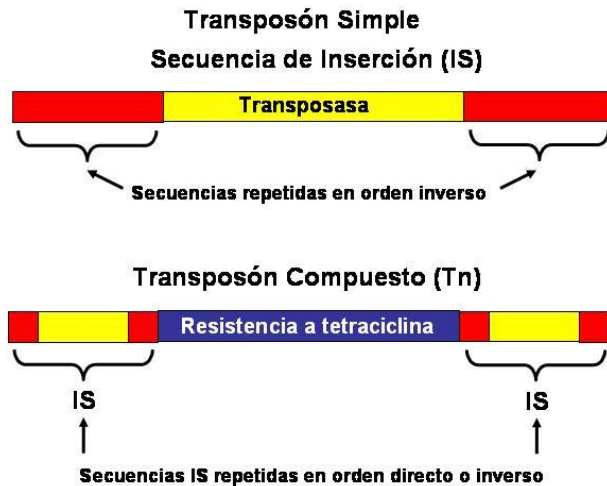 Transposón Simple
Secuencia de Inserción (IS)
Transposasa
Secuencias repetidas en orden inverso
Transposón Compuesto (Tn)
Resistencia a tetraciclina
IS IS
Secuencias IS repetidas en orden directo o inverso